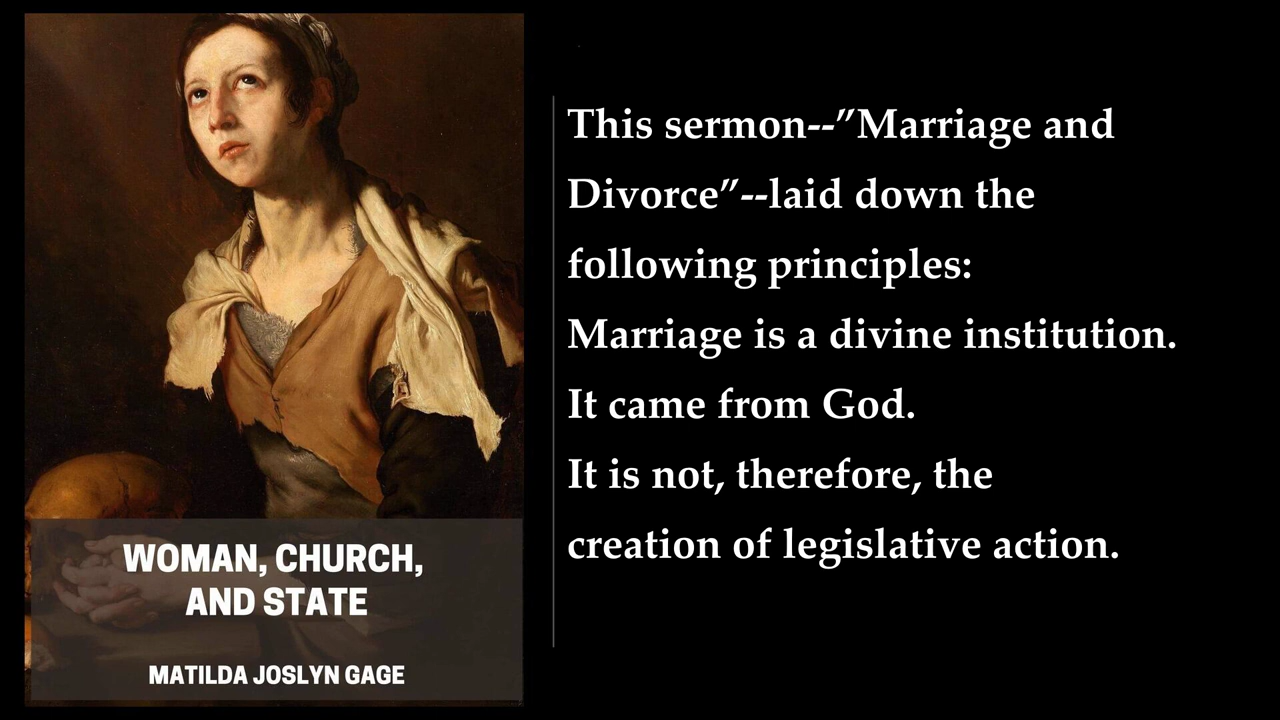 WOMAN, CHURCH,
AND STATE
MATILDA JOSLYN GAGE
This sermon--”Marriage and
Divorce”--laid down the
following principles:
Marriage is a divine institution.
It came from God.
It is not, therefore, the
creation of legislative action.